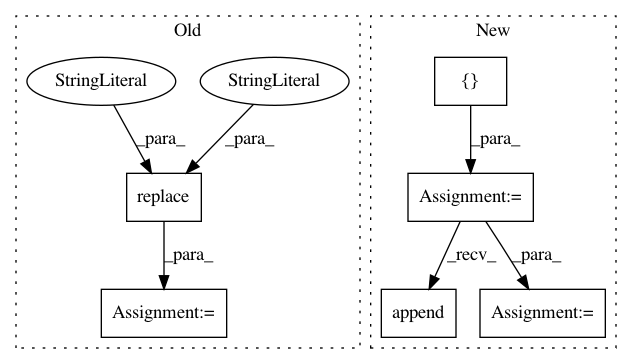 Old
New
StringLiteral
StringLiteral
{}
_para_
_para_
_para_
replace
Assignment:=
_para_
_recv_
_para_
Assignment:=
append
Assignment:=